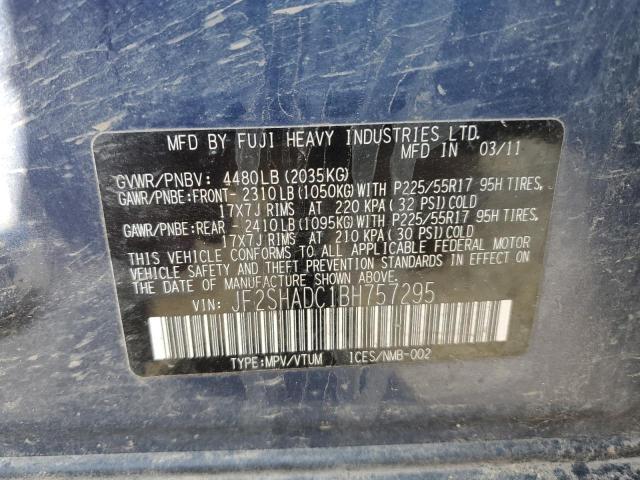 MFD BY FUJI HEAVY INDUSTRIES LTD.
MFD IN 03/11
GVWR/PNBV: 4480LB (2035KG)
GAWR/PNBE:FRONT- 2310LB (1050KG) WITH P225/55R17 95H TIRES,
17X7J RIMS AT 220 KPA (32 PSI) COLD
GAWR/PNBE:REAR - 2410LB (1095KG) WITH P225/55R17 95H TIRES,
17X7J RIMS AT 210 KPA (30 PSI) COLD
THIS VEHICLE CONFORMS TO ALL APPLICABLE FEDERAL MOTOR
VEHICLE SAFETY AND THEFT PREVENTION STANDARDS IN EFFECT
ON THE DATE OF MANUFACTURE SHOWN ABOVE.
VIN: JF2SHADC1BH757295
TYPE:MPV/VTUM ICES/NMB-002